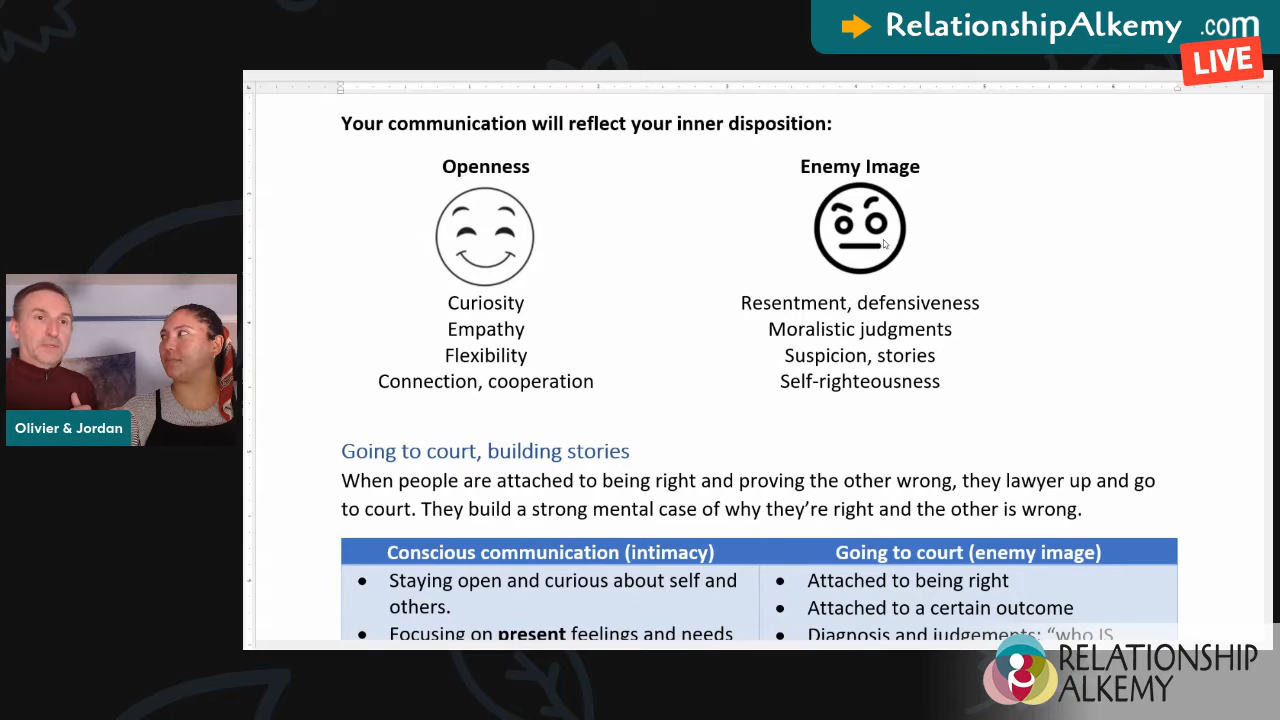 RelationshipAlkemy .com
LIVE
Your communication will reflect your inner disposition:
Openness
Enemy Image
Curiosity
Empathy
Flexibility
Connection, cooperation
Resentment, defensiveness
Moralistic judgments
Suspicion, stories
Self-righteousness
Olivier & Jordan
Going to court, building stories
When people are attached to being right and proving the other wrong, they lawyer up and go
to court. They build a strong mental case of why they’re right and the other is wrong.
Conscious communication (intimacy)
Going to court (enemy image)
• Staying open and curious about self and
others.
• Focusing on present feelings and needs
• Attached to being right
• Attached to a certain outcome
• Diagnosis and judgements: “who IS
RELATIONSHIP
ALKEMY